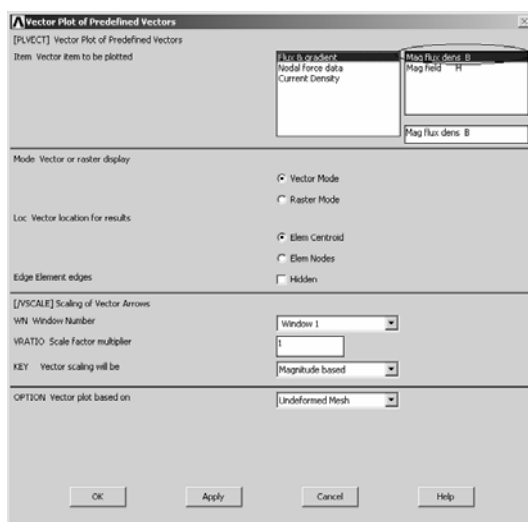 Vector Plot of Predefined Vectors
[PLVECT] Vector Plot of Predefined Vectors
Item Vector item to be plotted
Flux & gradient
Nodal force data
Current Density
Mag flux dens B
Mag field H
Mag flux dens B
Mode Vector or raster display
Vector Mode
Raster Mode
Loc Vector location for results
Elem Centroid
Elem Nodes
Edge Element edges
Hidden
[/VSCALE] Scaling of Vector Arrows
WN Window Number
Window 1
VRATIO Scale factor multiplier
1
KEY Vector scaling will be
Magnitude based
OPTION Vector plot based on
Undeformed Mesh
OK
Apply
Cancel
Help